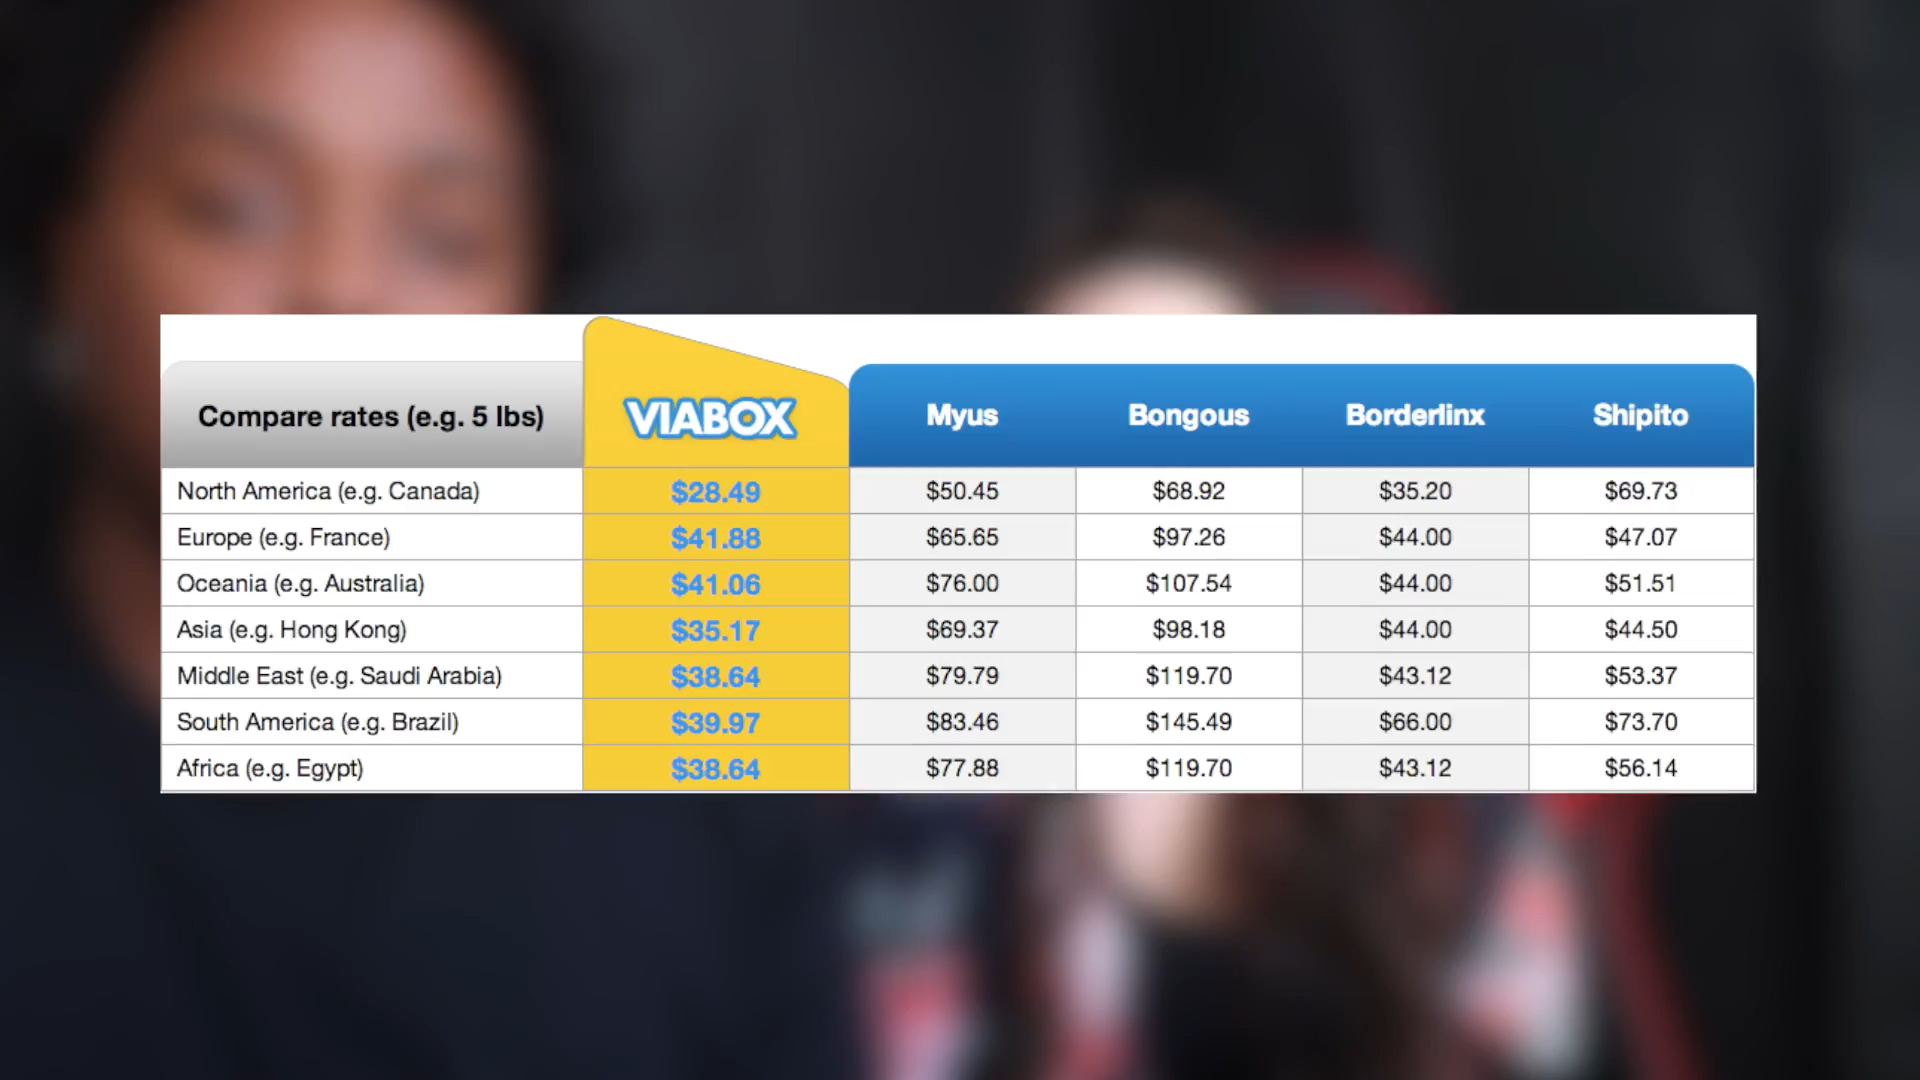 Compare rates (e.g. 5 lbs) VIABOX Myus Bongous Borderlinx Shipito
North America (e.g. Canada) $28.49 $50.45 $68.92 $35.20 $69.73
Europe (e.g. France) $41.88 $65.65 $97.26 $44.00 $47.07
Oceania (e.g. Australia) $41.06 $76.00 $107.54 $44.00 $51.51
Asia (e.g. Hong Kong) $35.17 $69.37 $98.18 $44.00 $44.50
Middle East (e.g. Saudi Arabia) $38.64 $79.79 $119.70 $43.12 $53.37
South America (e.g. Brazil) $39.97 $83.46 $145.49 $66.00 $73.70
Africa (e.g. Egypt) $38.64 $77.88 $119.70 $43.12 $56.14